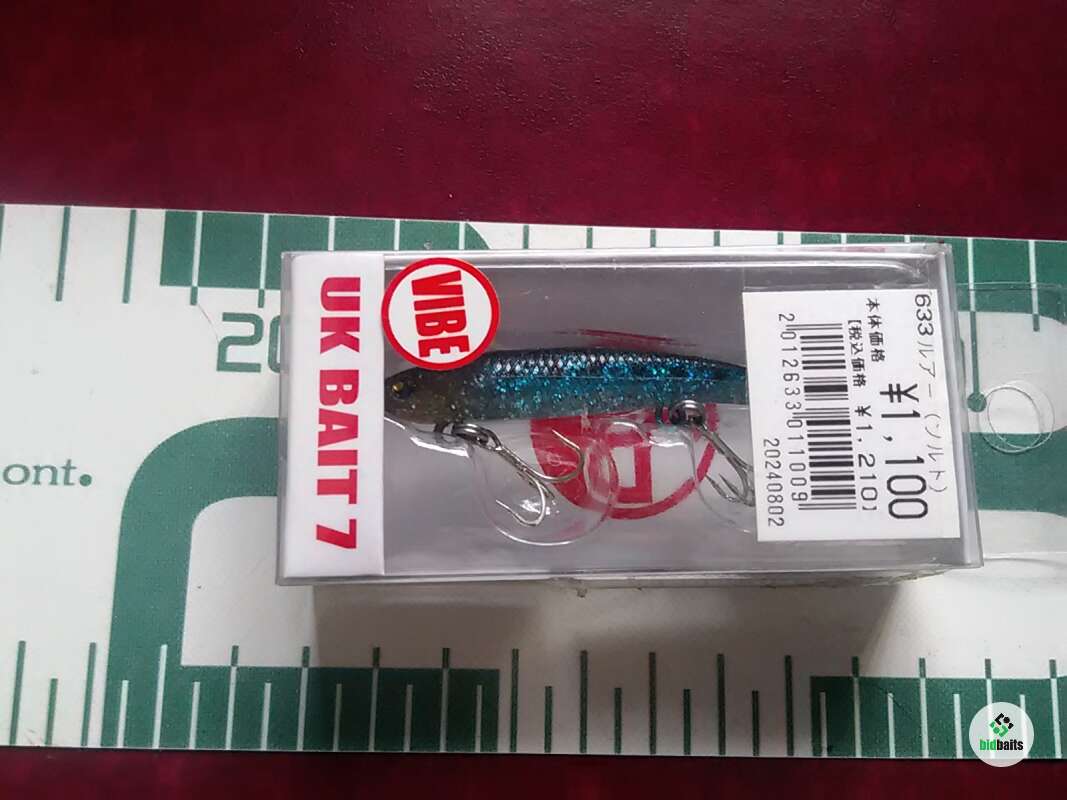 20
ont.
UK BAIT 7
VIBE
633ルアー(ソルト)
¥1,100
本体価格
[税込価格 ¥1,210]
2012633011009
20240802
bidbaits